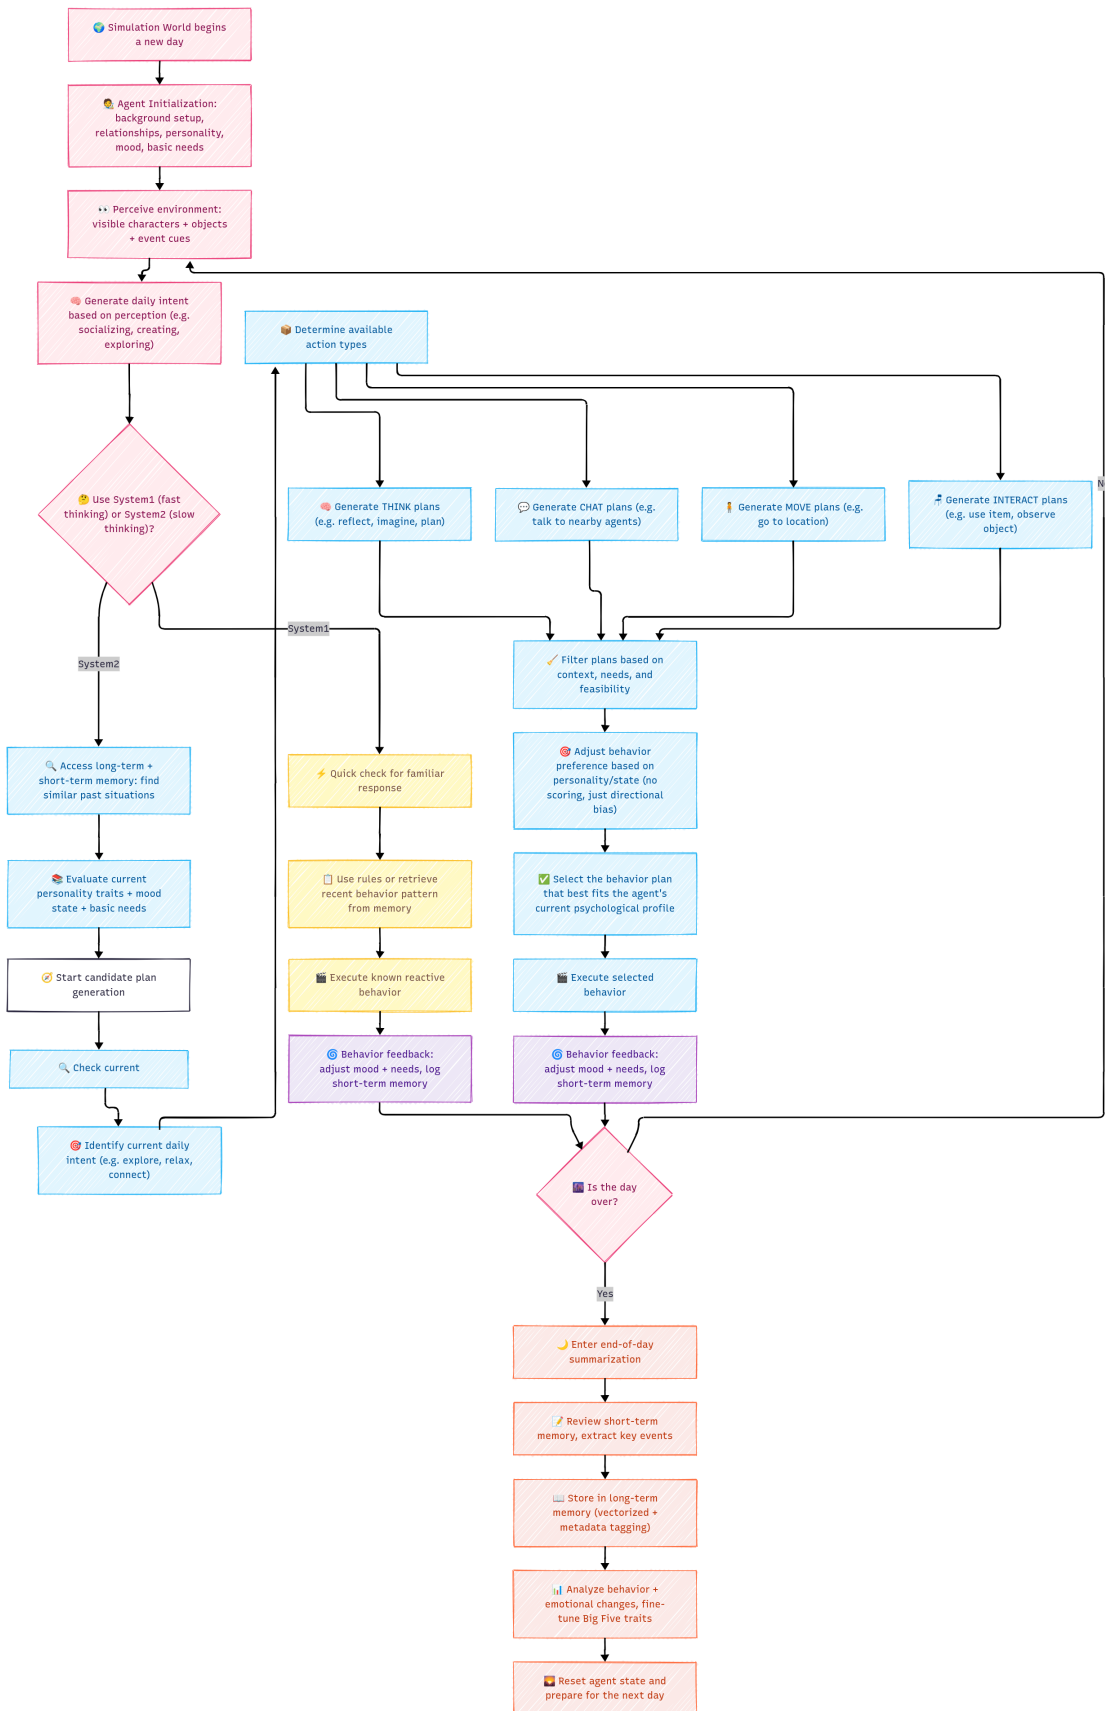 🌍 Simulation World begins
a new day
🧑‍🎨 Agent Initialization:
background setup,
relationships, personality,
mood, basic needs
👀 Perceive environment:
visible characters + objects
+ event cues
🧠 Generate daily intent
based on perception (e.g.
socializing, creating,
exploring)
📦 Determine available
action types
🤔 Use System1 (fast
thinking) or System2 (slow
thinking)?
🧠 Generate THINK plans
(e.g. reflect, imagine, plan)
💬 Generate CHAT plans (e.g.
talk to nearby agents)
🧍 Generate MOVE plans (e.g.
go to location)
🪑 Generate INTERACT plans
(e.g. use item, observe
object)
System1
System2
🧹 Filter plans based on
context, needs, and
feasibility
🔍 Access long-term +
short-term memory: find
similar past situations
⚡ Quick check for familiar
response
🎯 Adjust behavior
preference based on
personality/state (no
scoring, just directional
bias)
📚 Evaluate current
personality traits + mood
state + basic needs
📋 Use rules or retrieve
recent behavior pattern
from memory
✅ Select the behavior plan
that best fits the agent's
current psychological profile
🧭 Start candidate plan
generation
🎬 Execute known reactive
behavior
🎬 Execute selected
behavior
🔍 Check current
🌀 Behavior feedback:
adjust mood + needs, log
short-term memory
🌀 Behavior feedback:
adjust mood + needs, log
short-term memory
🎯 Identify current daily
intent (e.g. explore, relax,
connect)
🌆 Is the day
over?
Yes
🌙 Enter end-of-day
summarization
📝 Review short-term
memory, extract key events
📖 Store in long-term
memory (vectorized +
metadata tagging)
📊 Analyze behavior +
emotional changes, fine-
tune Big Five traits
🌄 Reset agent state and
prepare for the next day